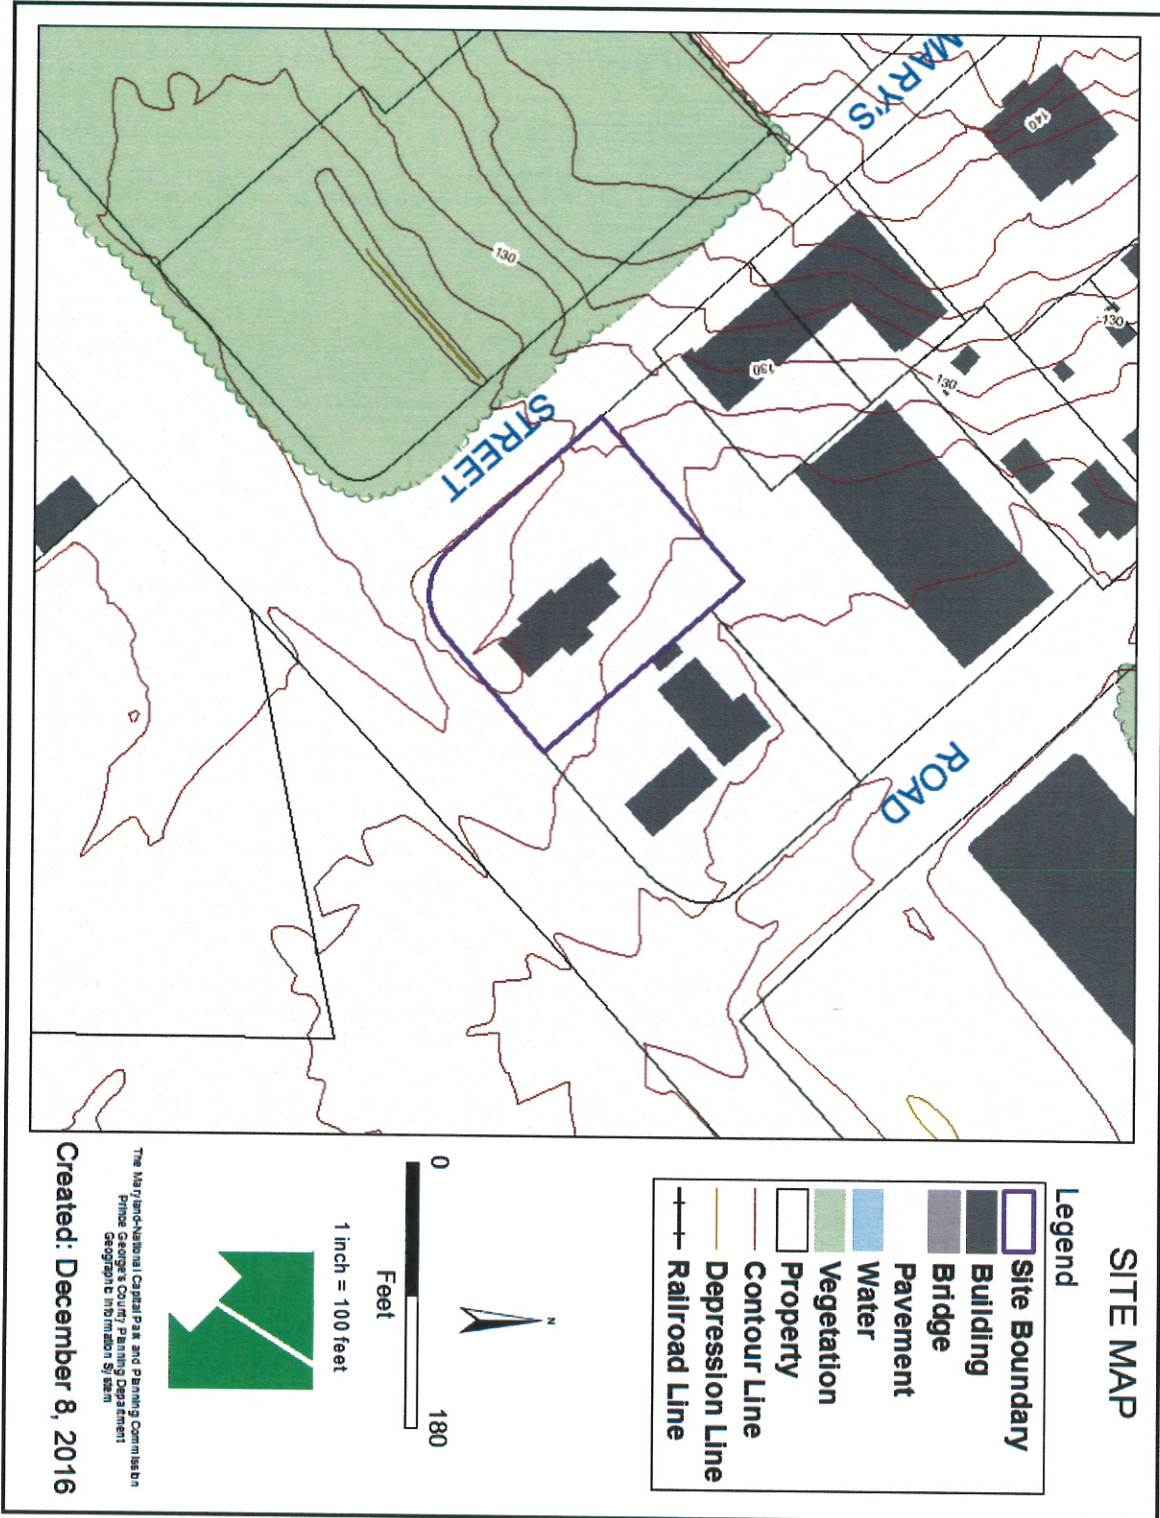 SITE MAP
Legend
Site Boundary
Building
Bridge
Pavement
Water
Vegetation
Property
Contour Line
Depression Line
Railroad Line
N
0
180
Feet
1 inch = 100 feet
The Maryland-National Capital Park and Planning Commission
Prince George's County Planning Department
Geographic Information System
Created: December 8, 2016
MARY'S
STREET
ROAD
140
130
130
130
130